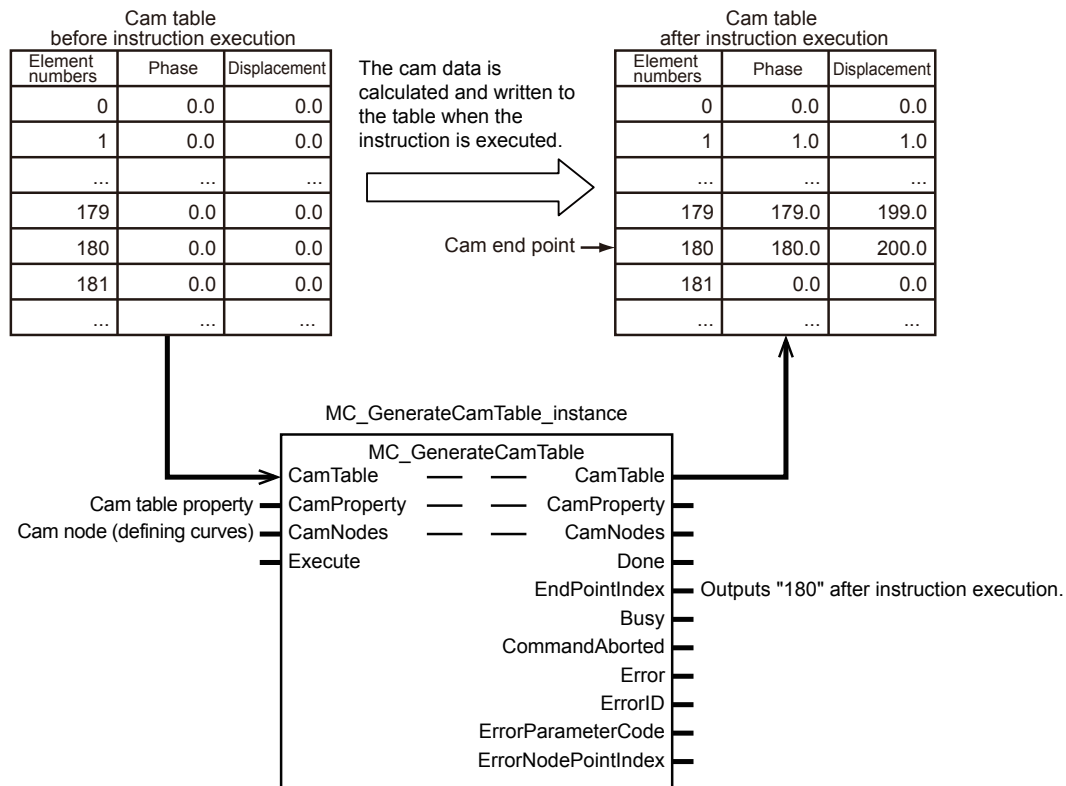 Cam table
before instruction execution
Element numbers Phase Displacement
0 0.0 0.0
1 0.0 0.0
... ... ...
179 0.0 0.0
180 0.0 0.0
181 0.0 0.0
... ... ...
The cam data is
calculated and written to
the table when the
instruction is executed.
Cam end point
Cam table
after instruction execution
Element numbers Phase Displacement
0 0.0 0.0
1 1.0 1.0
... ... ...
179 179.0 199.0
180 180.0 200.0
181 0.0 0.0
... ... ...
MC_GenerateCamTable_instance
MC_GenerateCamTable
CamTable — — CamTable
Cam table property CamProperty — — CamProperty
Cam node (defining curves) CamNodes — — CamNodes
Execute Done
EndPointIndex Outputs "180" after instruction execution.
Busy
CommandAborted
Error
ErrorID
ErrorParameterCode
ErrorNodePointIndex